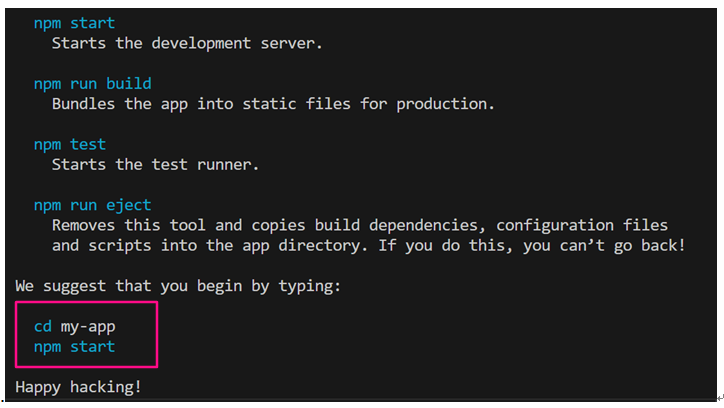 npm start
Starts the development server.
npm run build
Bundles the app into static files for production.
npm test
Starts the test runner.
npm run eject
Removes this tool and copies build dependencies, configuration files
and scripts into the app directory. If you do this, you can’t go back!
We suggest that you begin by typing:
cd my-app
npm start
Happy hacking!